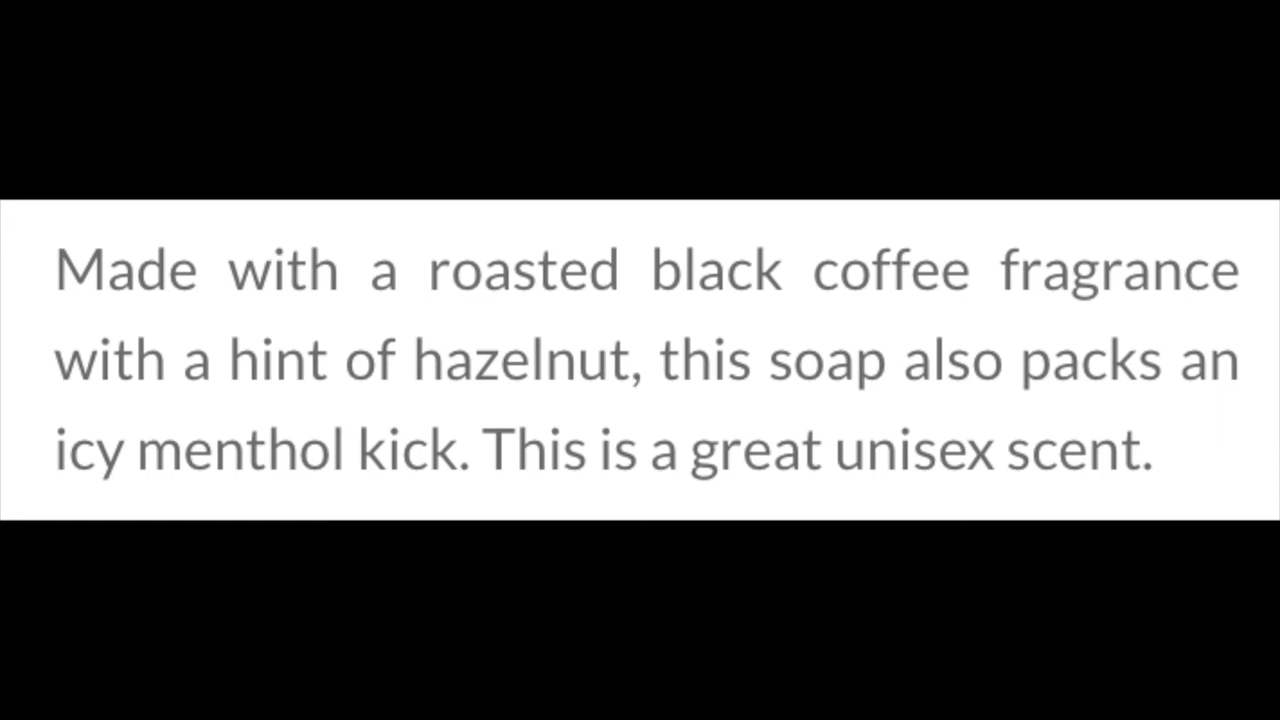 Made with a roasted black coffee fragrance
with a hint of hazelnut, this soap also packs an
icy menthol kick. This is a great unisex scent.